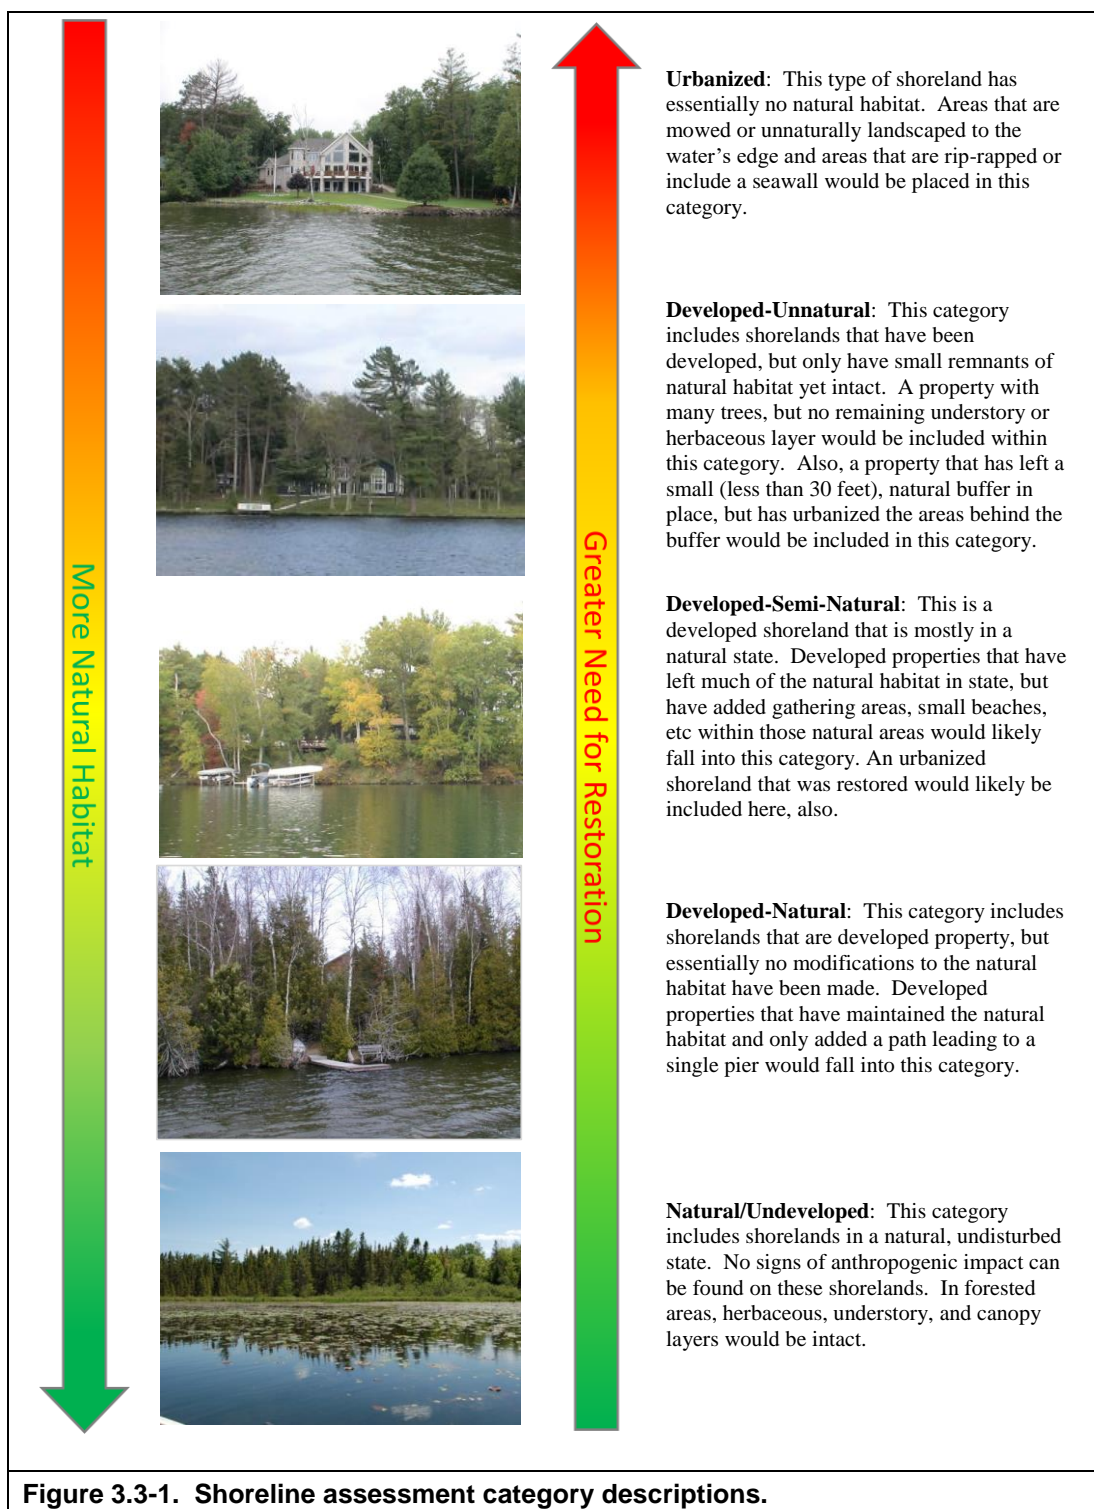 More Natural Habitat
Greater Need for Restoration
Urbanized:  This type of shoreland has
essentially no natural habitat.  Areas that are
mowed or unnaturally landscaped to the
water's edge and areas that are rip-rapped or
include a seawall would be placed in this
category.
Developed-Unnatural:  This category
includes shorelands that have been
developed, but only have small remnants of
natural habitat yet intact.  A property with
many trees, but no remaining understory or
herbaceous layer would be included within
this category.  Also, a property that has left a
small (less than 30 feet), natural buffer in
place, but has urbanized the areas behind the
buffer would be included in this category.
Developed-Semi-Natural:  This is a
developed shoreland that is mostly in a
natural state.  Developed properties that have
left much of the natural habitat in state, but
have added gathering areas, small beaches,
etc within those natural areas would likely
fall into this category. An urbanized
shoreland that was restored would likely be
included here, also.
Developed-Natural:  This category includes
shorelands that are developed property, but
essentially no modifications to the natural
habitat have been made.  Developed
properties that have maintained the natural
habitat and only added a path leading to a
single pier would fall into this category.
Natural/Undeveloped:  This category
includes shorelands in a natural, undisturbed
state.  No signs of anthropogenic impact can
be found on these shorelands.  In forested
areas, herbaceous, understory, and canopy
layers would be intact.
Figure 3.3-1.  Shoreline assessment category descriptions.